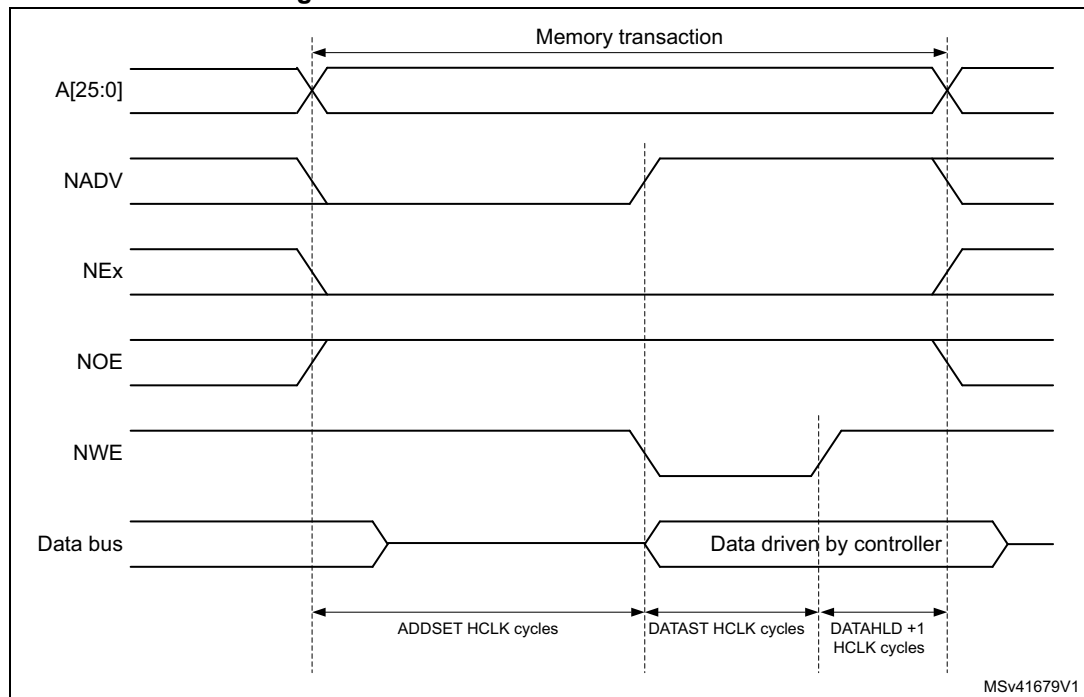 Memory transaction
A[25:0]
NADV
NEx
NOE
NWE
Data bus
Data driven by controller
ADDSET HCLK cycles
DATAST HCLK cycles
DATAHLD +1
HCLK cycles
MSv41679V1